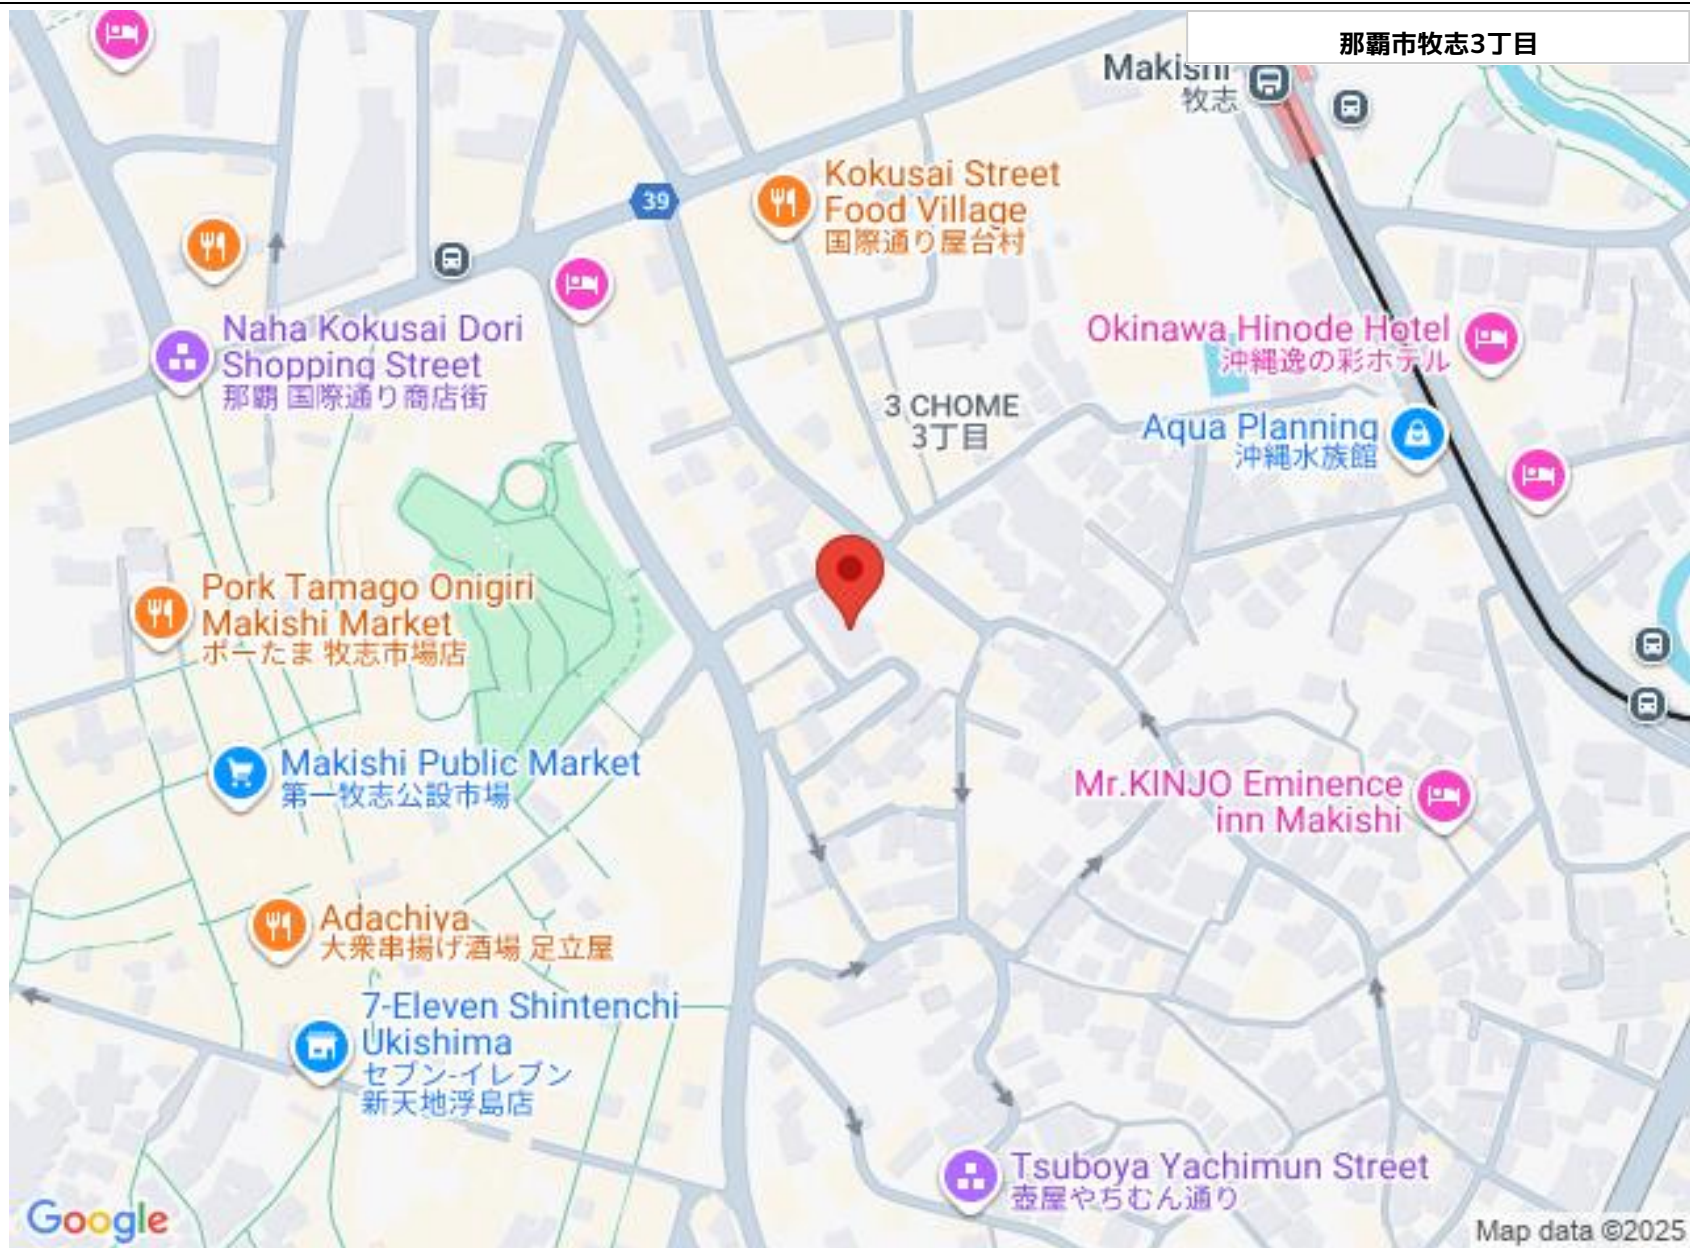 那覇市牧志3丁目
Makishi
牧志
39
Kokusai Street
Food Village
国際通り屋台村
Naha Kokusai Dori
Shopping Street
那覇 国際通り商店街
Okinawa Hinode Hotel
沖縄逸の彩ホテル
3 CHOME
3丁目
Aqua Planning
沖縄水族館
Pork Tamago Onigiri
Makishi Market
ポーたま 牧志市場店
Makishi Public Market
第一牧志公設市場
Mr.KINJO Eminence
inn Makishi
Adachiya
大衆串揚げ酒場 足立屋
7-Eleven Shintenchi
Ukishima
セブン-イレブン
新天地浮島店
Tsuboya Yachimun Street
壺屋やちむん通り
Google
Map data ©2025